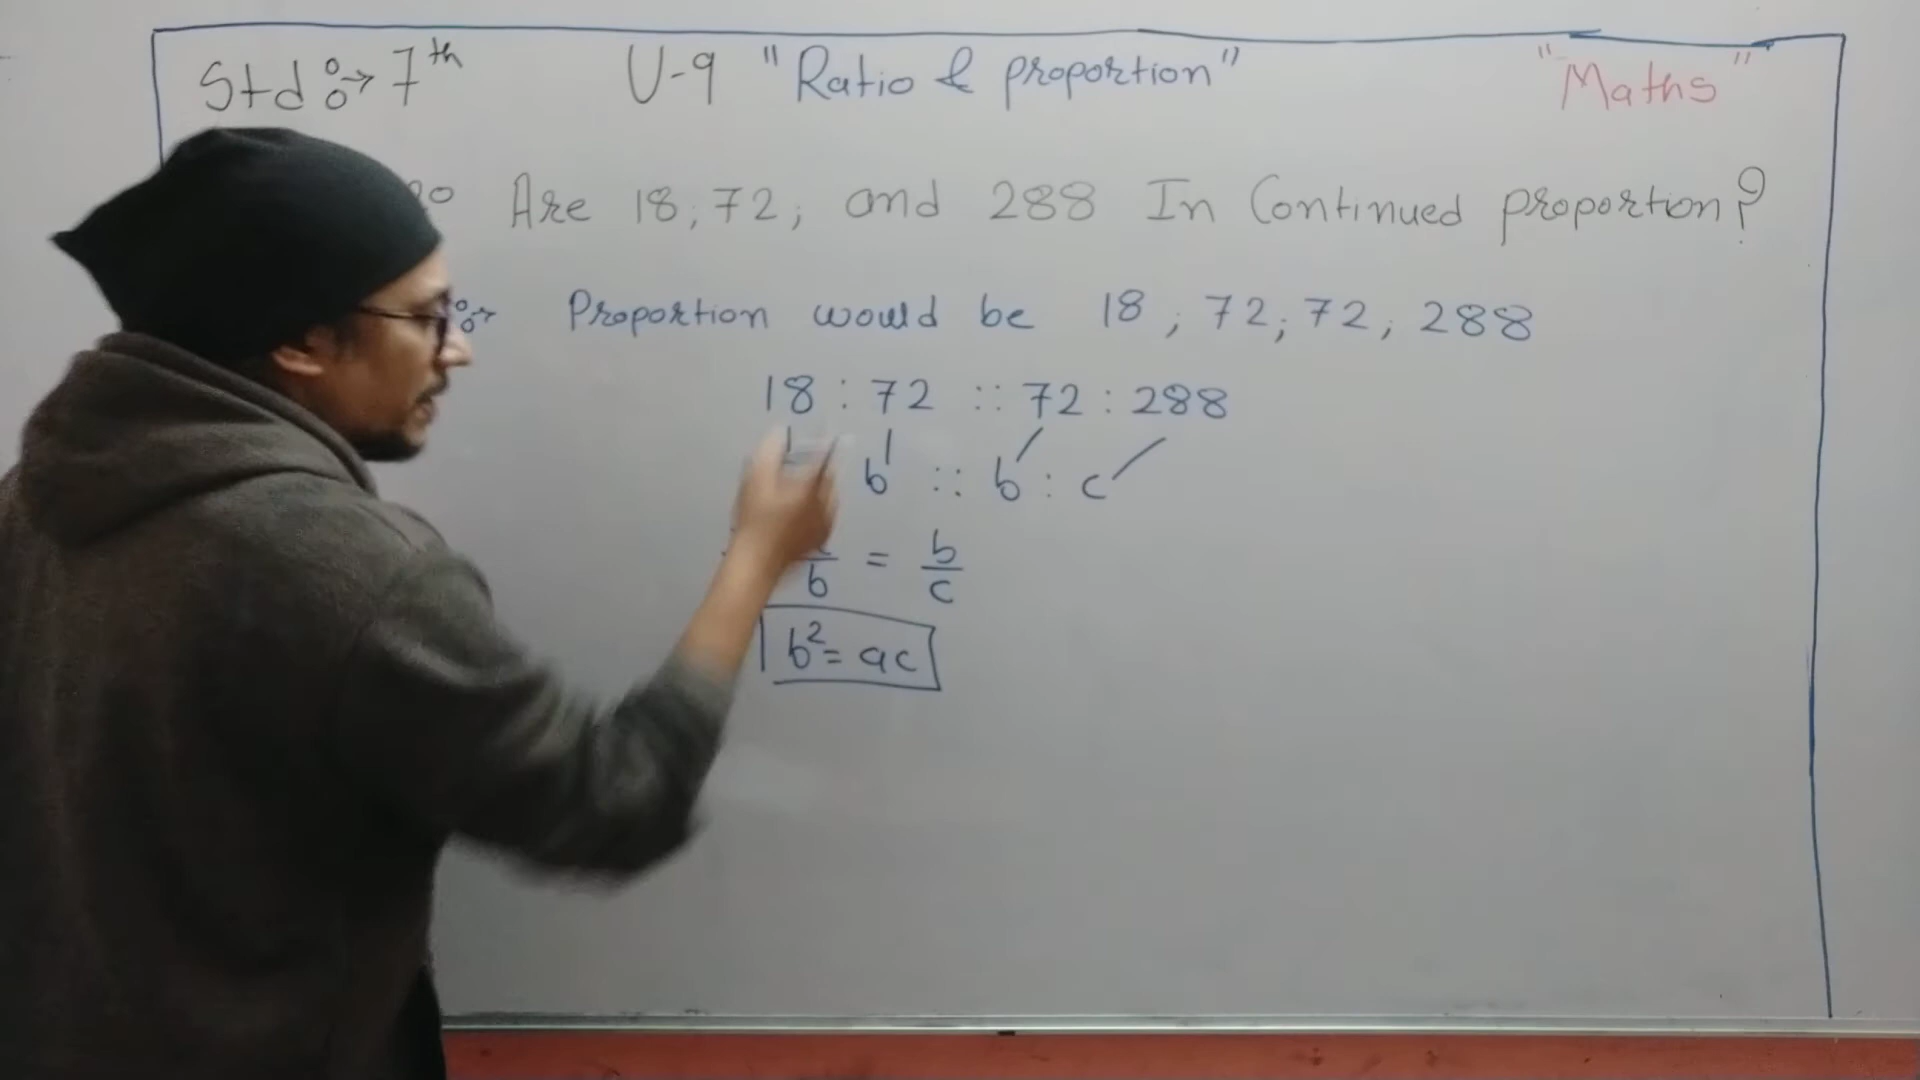 Std 7th U-9 "Ratio & proportion" "Maths"
Are 18, 72, and 288 In Continued proportion?
Proportion would be 18, 72, 72, 288
18 : 72 :: 72 : 288
b :: b : c
b = b/c
b² = ac